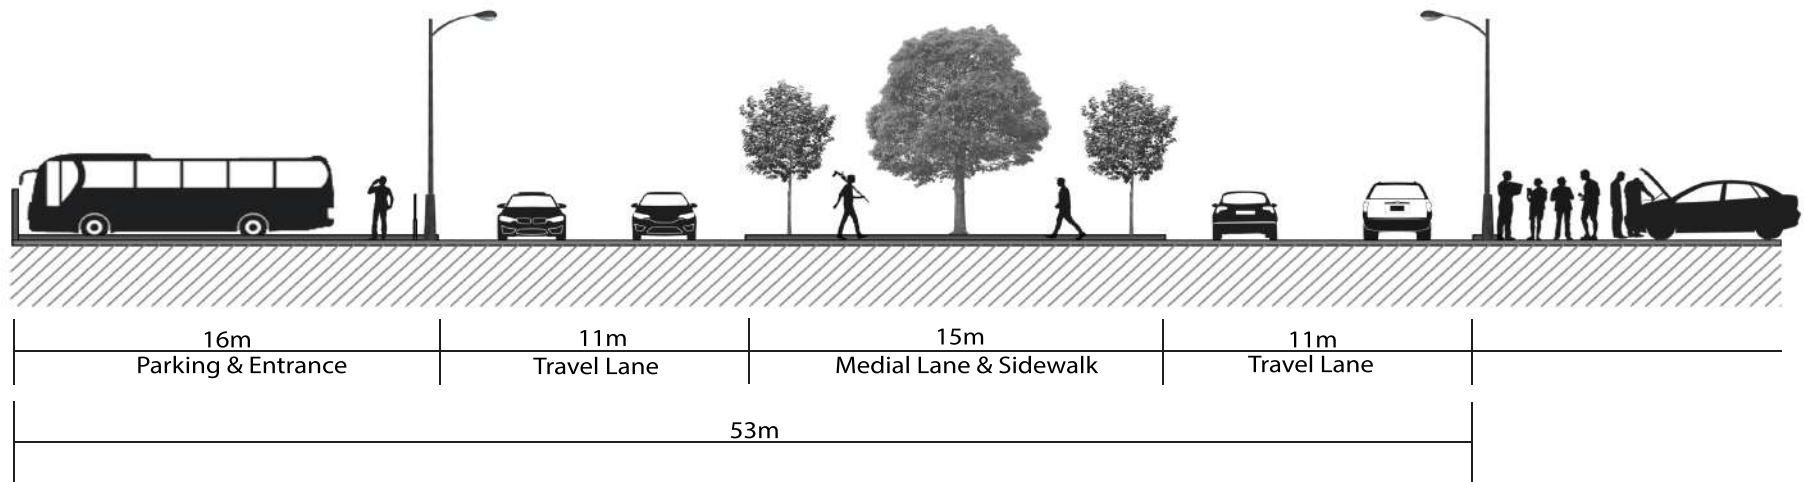 16m
Parking & Entrance
11m
Travel Lane
15m
Medial Lane & Sidewalk
11m
Travel Lane
53m